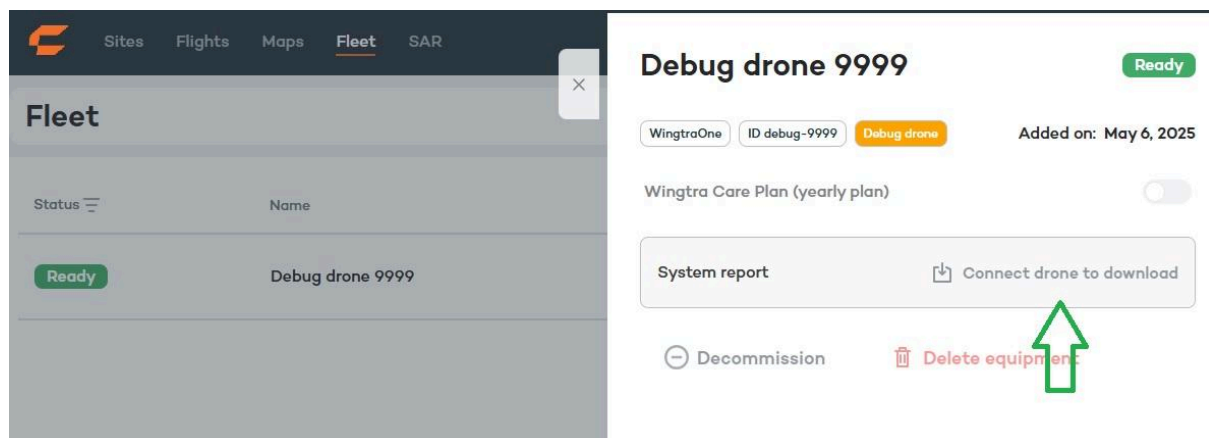 Sites Flights Maps Fleet SAR
Fleet
Status Name
Ready Debug drone 9999
Debug drone 9999 Ready
WingtraOne ID debug-9999 Debug drone Added on: May 6, 2025
Wingtra Care Plan (yearly plan)
System report Connect drone to download
Decommission Delete equipment